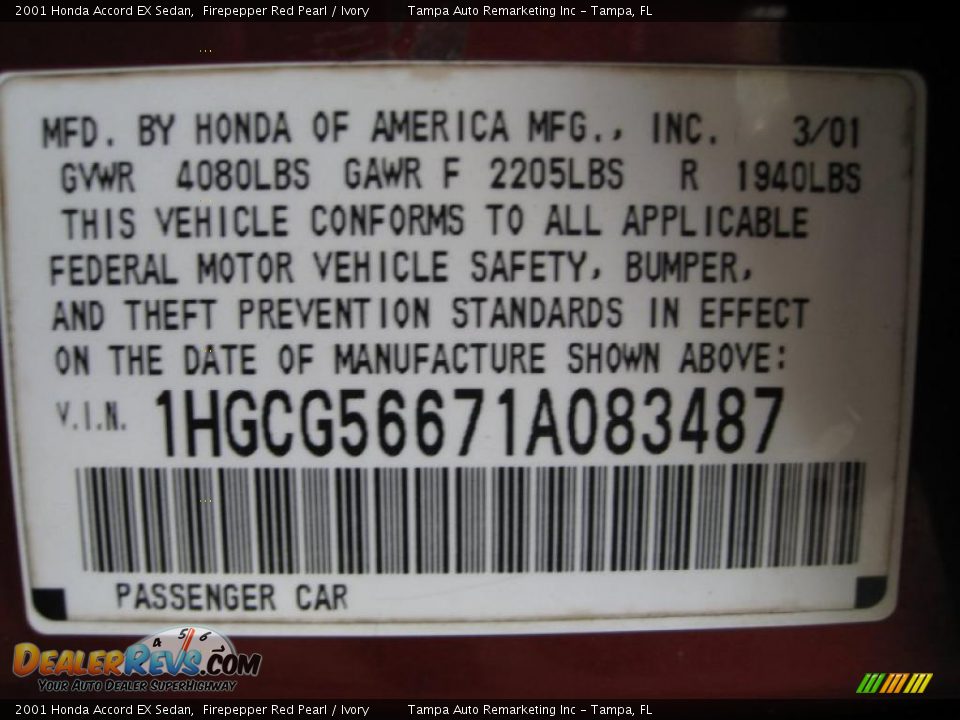 2001 Honda Accord EX Sedan, Firepepper Red Pearl / Ivory Tampa Auto Remarketing Inc - Tampa, FL
MFD. BY HONDA OF AMERICA MFG., INC. 3/01
GVWR 4080LBS GAWR F 2205LBS R 1940LBS
THIS VEHICLE CONFORMS TO ALL APPLICABLE
FEDERAL MOTOR VEHICLE SAFETY, BUMPER,
AND THEFT PREVENTION STANDARDS IN EFFECT
ON THE DATE OF MANUFACTURE SHOWN ABOVE:
V.I.N. 1HGCG56671A083487
PASSENGER CAR
4 5 6 7
DEALERREVS.COM
YOUR AUTO DEALER SUPERHIGHWAY
2001 Honda Accord EX Sedan, Firepepper Red Pearl / Ivory Tampa Auto Remarketing Inc - Tampa, FL